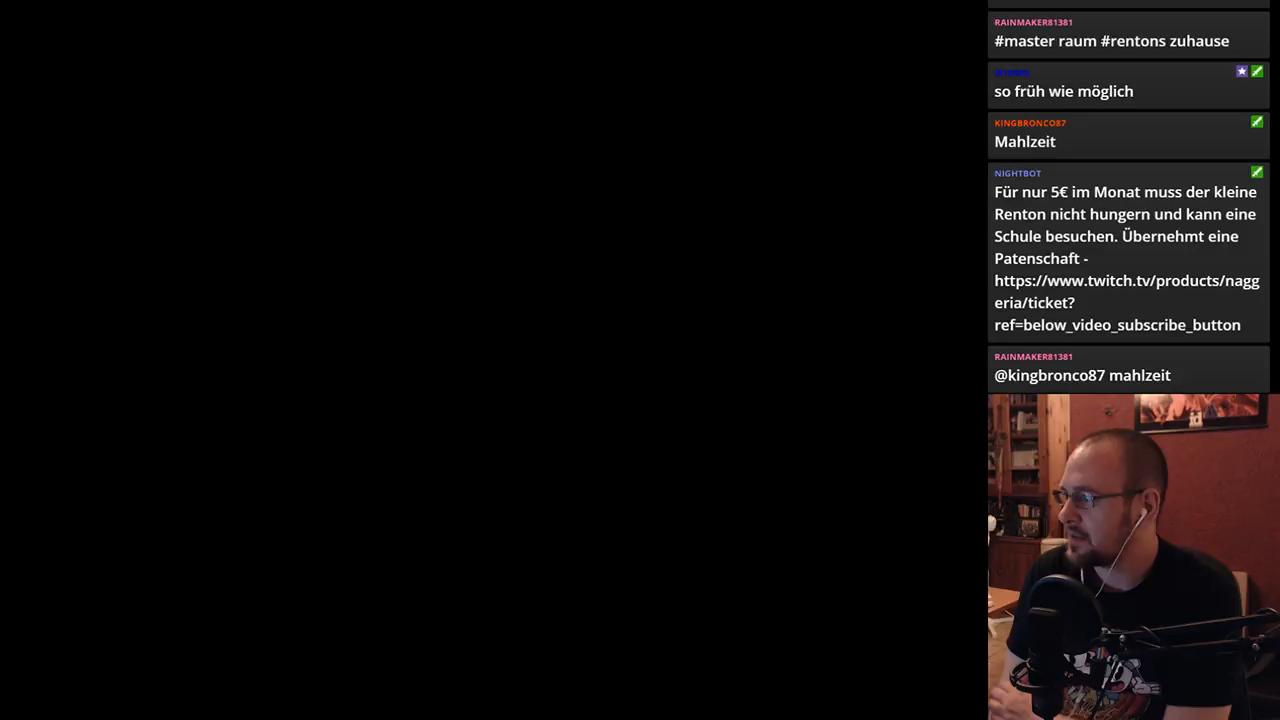 RAINMAKER81381
#master raum #rentons zuhause
so früh wie möglich
KINGBRONCO87
Mahlzeit
NIGHTBOT
Für nur 5€ im Monat muss der kleine
Renton nicht hungern und kann eine
Schule besuchen. Übernehmt eine
Patenschaft -
https://www.twitch.tv/products/nagg
eria/ticket?
ref=below_video_subscribe_button
RAINMAKER81381
@kingbronco87 mahlzeit